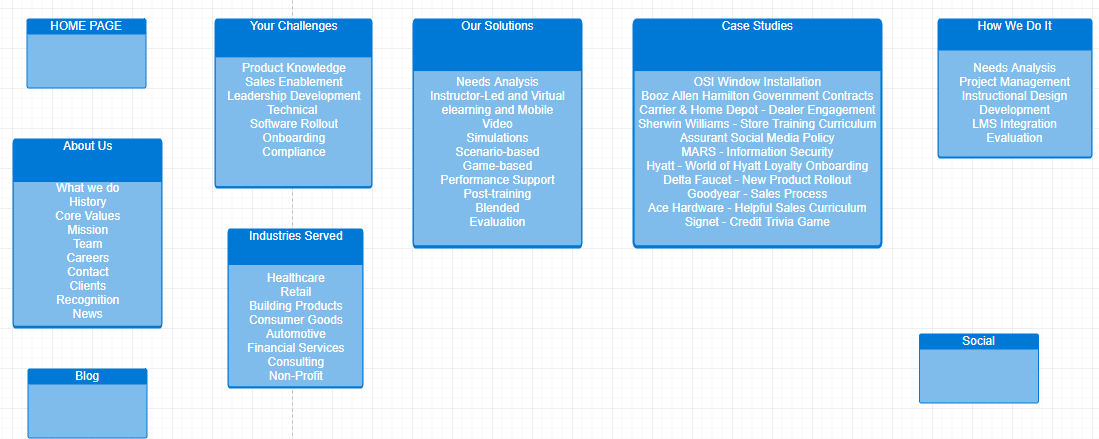 HOME PAGE
About Us
What we do
History
Core Values
Mission
Team
Careers
Contact
Clients
Recognition
News
Blog
Your Challenges
Product Knowledge
Sales Enablement
Leadership Development
Technical
Software Rollout
Onboarding
Compliance
Industries Served
Healthcare
Retail
Building Products
Consumer Goods
Automotive
Financial Services
Consulting
Non-Profit
Our Solutions
Needs Analysis
Instructor-Led and Virtual
elearning and Mobile
Video
Simulations
Scenario-based
Game-based
Performance Support
Post-training
Blended
Evaluation
Case Studies
OSI Window Installation
Booz Allen Hamilton Government Contracts
Carrier & Home Depot - Dealer Engagement
Sherwin Williams - Store Training Curriculum
Assurant Social Media Policy
MARS - Information Security
Hyatt - World of Hyatt Loyalty Onboarding
Delta Faucet - New Product Rollout
Goodyear - Sales Process
Ace Hardware - Helpful Sales Curriculum
Signet - Credit Trivia Game
How We Do It
Needs Analysis
Project Management
Instructional Design
Development
LMS Integration
Evaluation
Social